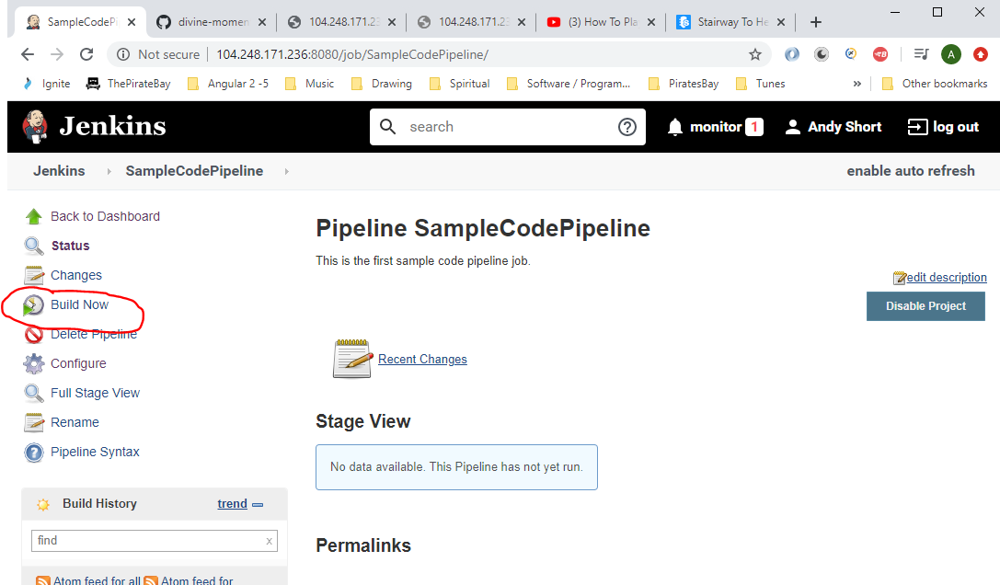 SampleCodePi
divine-momen
104.248.171.23
104.248.171.23
(3) How To Pla
Stairway To He
Not secure
104.248.171.236:8080/job/SampleCodePipeline/
A
Ignite
ThePirateBay
Angular 2 -5
Music
Drawing
Spiritual
Software / Program...
PiratesBay
Tunes
»
Other bookmarks
Jenkins
search
monitor 1
Andy Short
log out
Jenkins
SampleCodePipeline
enable auto refresh
Back to Dashboard
Status
Changes
Build Now
Delete Pipeline
Configure
Full Stage View
Rename
Pipeline Syntax
Build History
trend
find
x
Atom feed for all
Atom feed for
Pipeline SampleCodePipeline
This is the first sample code pipeline job.
edit description
Disable Project
Recent Changes
Stage View
No data available. This Pipeline has not yet run.
Permalinks